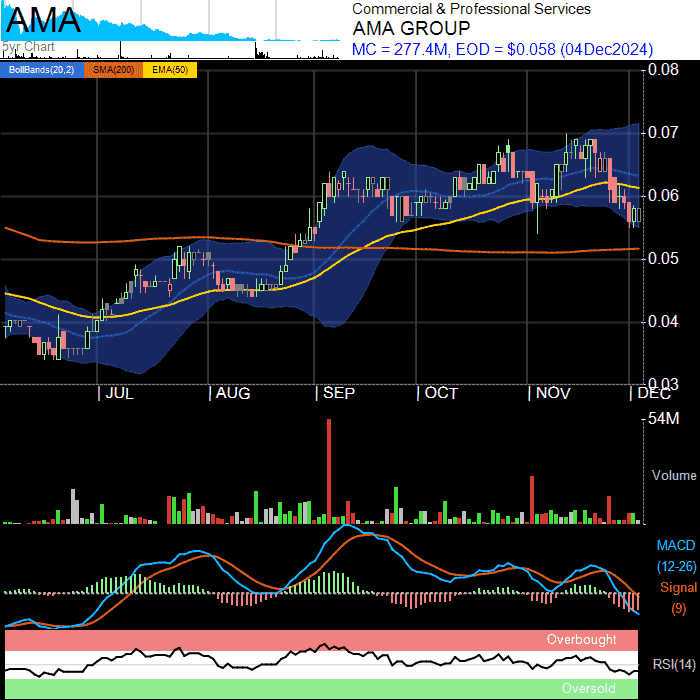 AMA
5yr Chart
Commercial & Professional Services
AMA GROUP
MC = 277.4M, EOD = $0.058 (04Dec2024)
BollBands(20,2) SMA(200) EMA(50)
0.08
0.07
0.06
0.05
0.04
0.03
| JUL | AUG | SEP | OCT | NOV | DEC
54M
Volume
MACD
(12-26)
Signal
(9)
Overbought
RSI(14)
Oversold